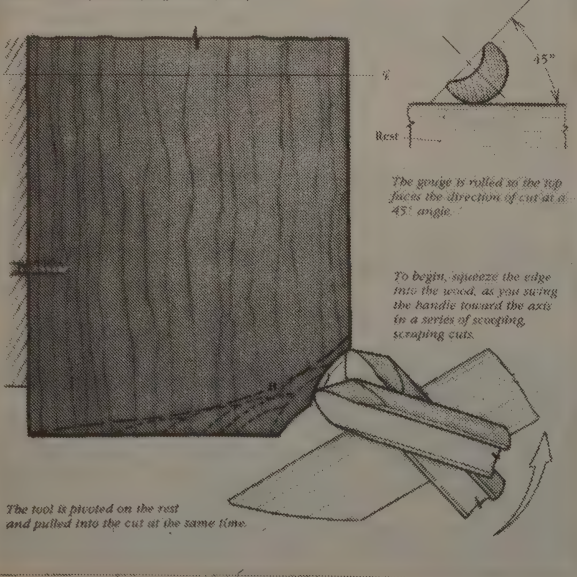 45°
℄
Rest
The gouge is rolled so the top
faces the direction of cut at a
45° angle.
To begin, squeeze the edge
into the wood, as you swing
the handle toward the axis
in a series of scooping,
scraping cuts.
B
The tool is pivoted on the rest
and pulled into the cut at the same time.